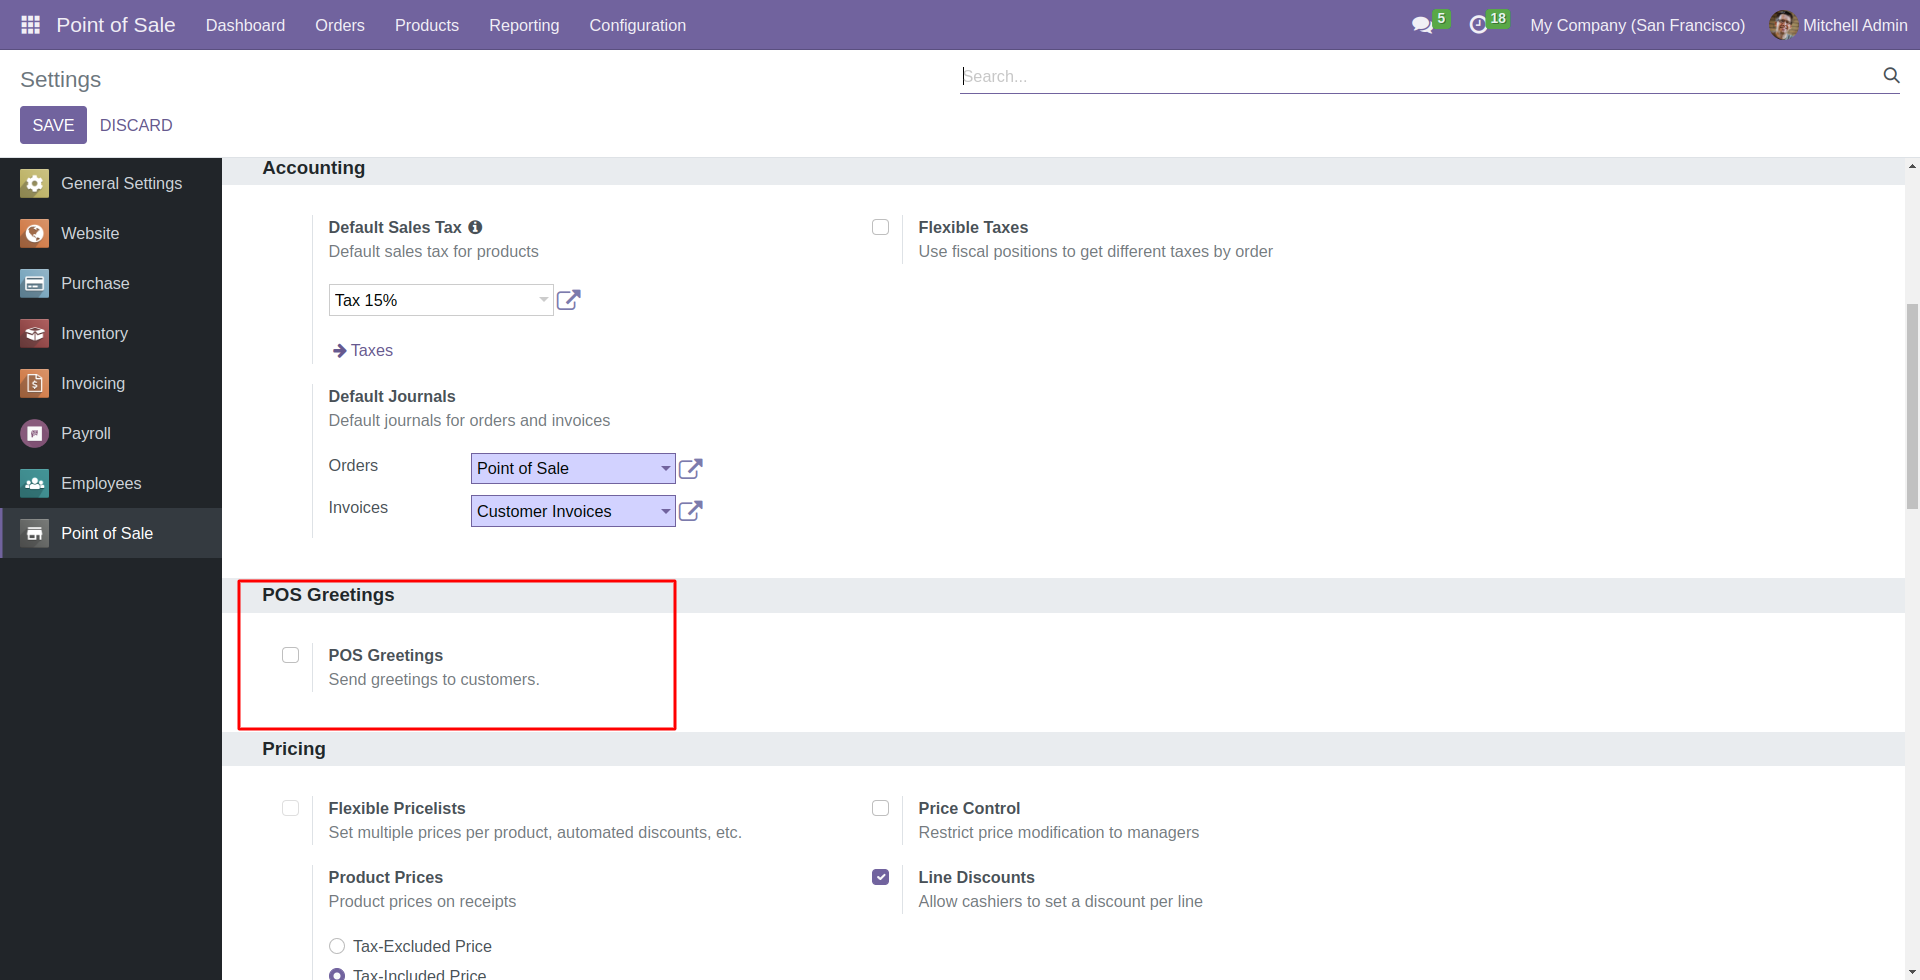 Point of Sale Dashboard Orders Products Reporting Configuration 5 18 My Company (San Francisco) Mitchell Admin
Settings
Search...
SAVE DISCARD
General Settings
Website
Purchase
Inventory
Invoicing
Payroll
Employees
Point of Sale
Accounting
Default Sales Tax
Default sales tax for products
Tax 15%
Taxes
Flexible Taxes
Use fiscal positions to get different taxes by order
Default Journals
Default journals for orders and invoices
Orders Point of Sale
Invoices Customer Invoices
POS Greetings
POS Greetings
Send greetings to customers.
Pricing
Flexible Pricelists
Set multiple prices per product, automated discounts, etc.
Price Control
Restrict price modification to managers
Product Prices
Product prices on receipts
Tax-Excluded Price
Tax-Included Price
Line Discounts
Allow cashiers to set a discount per line